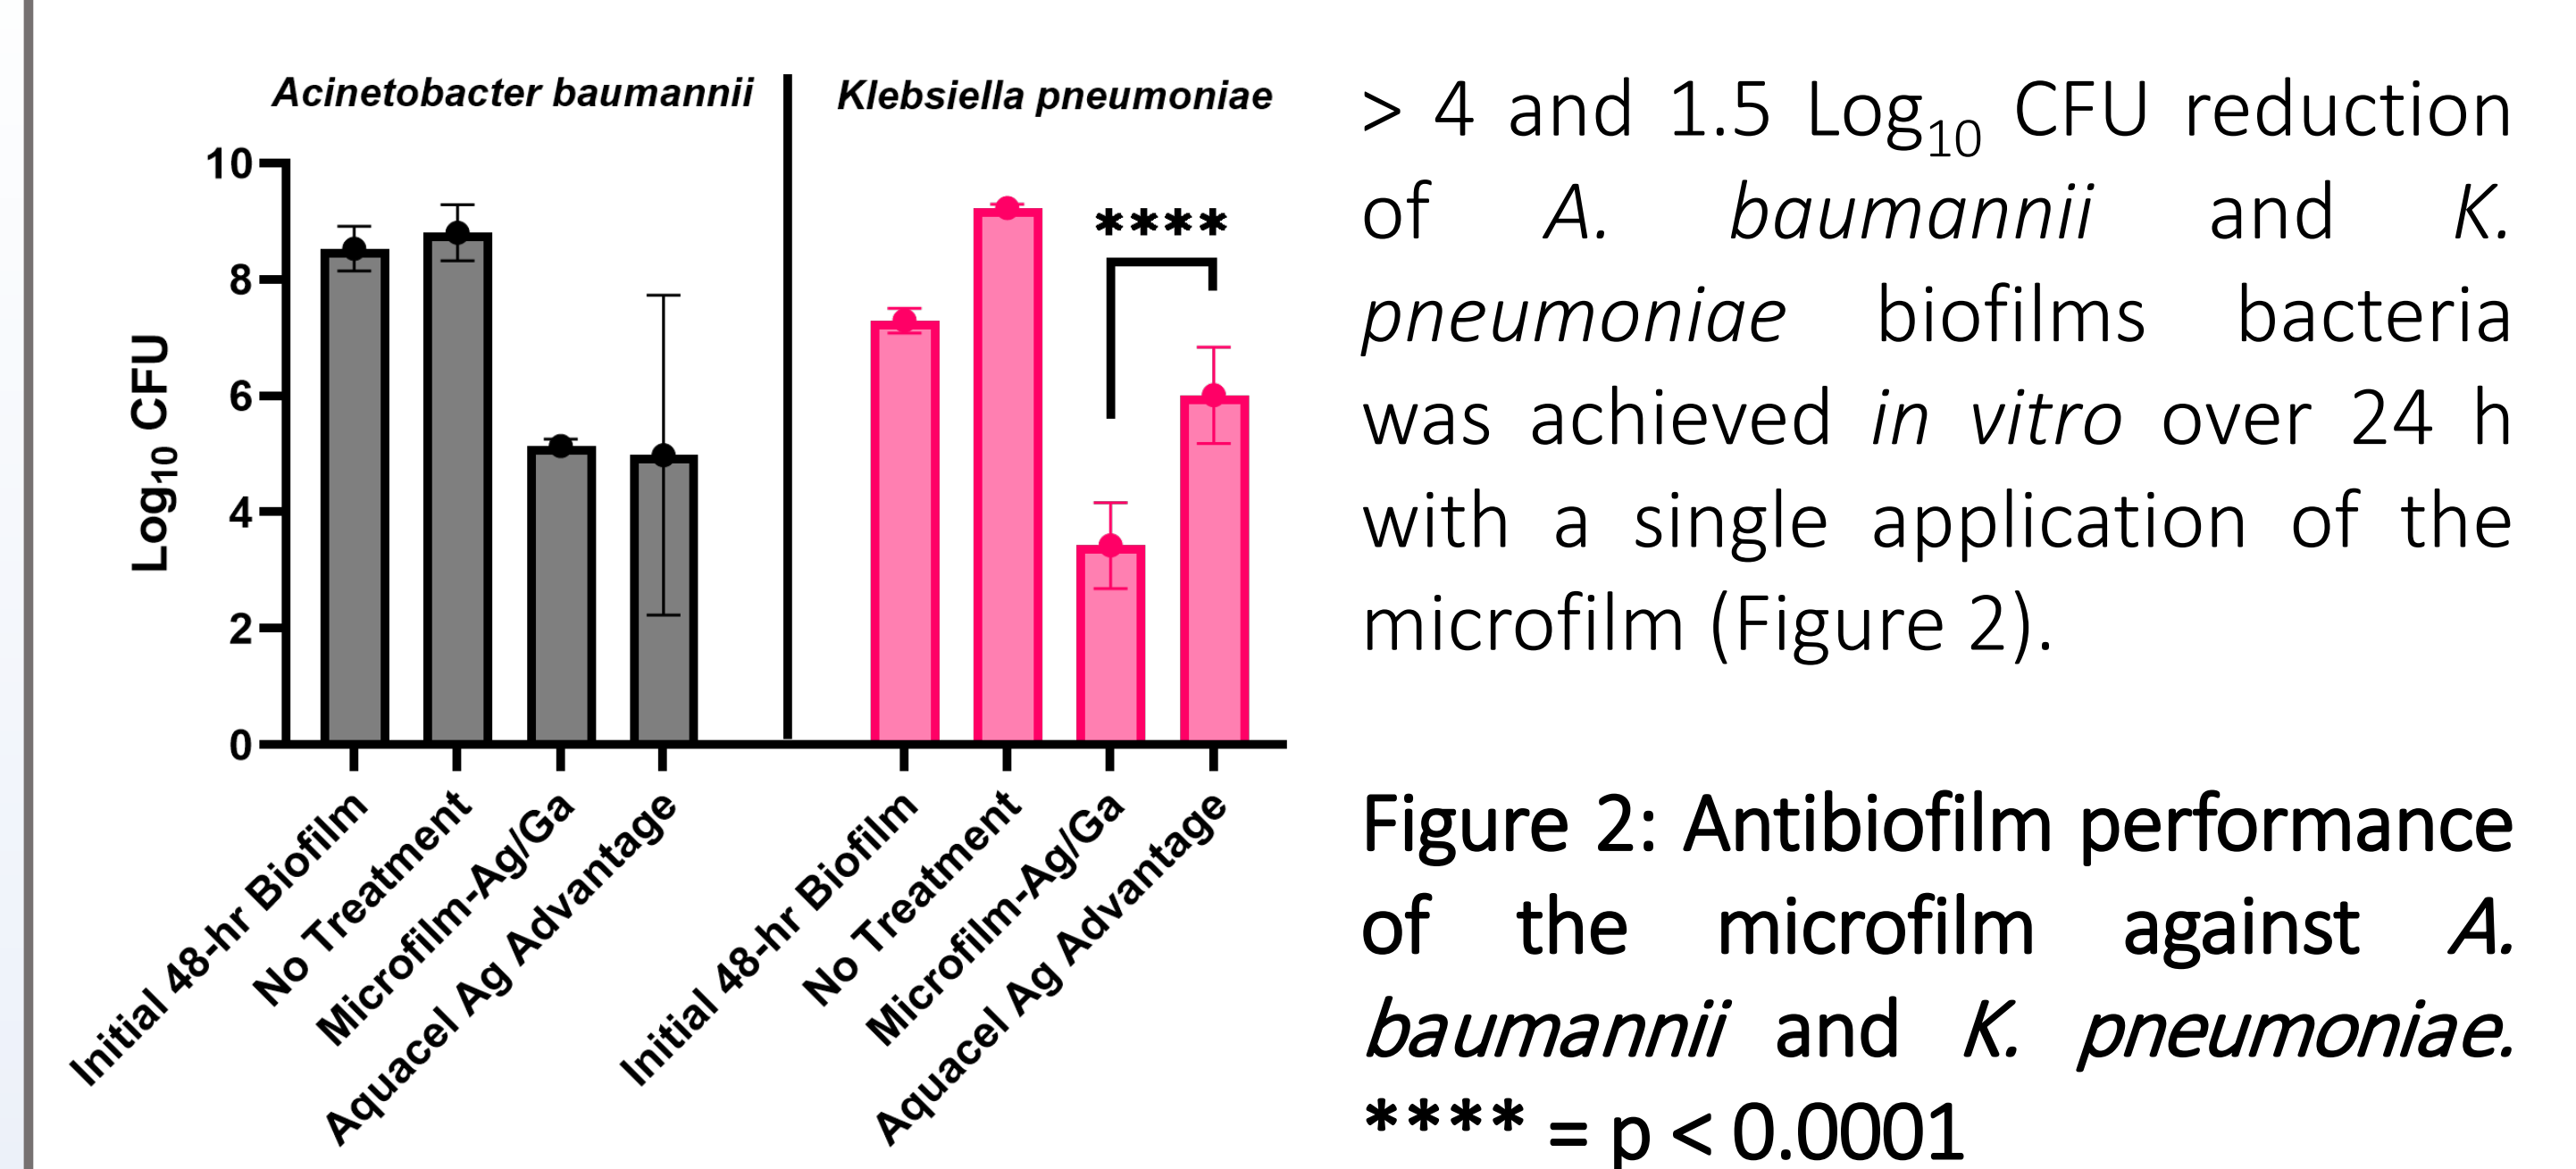 Acinetobacter baumannii
Klebsiella pneumoniae
****
10
8
6
4
2
0
Log10 CFU
Initial 48-hr Biofilm
No Treatment
Microfilm-Ag/Ga
Aquacel Ag Advantage
Initial 48-hr Biofilm
No Treatment
Microfilm-Ag/Ga
Aquacel Ag Advantage
> 4 and 1.5 Log10 CFU reduction
of A. baumannii and K.
pneumoniae biofilms bacteria
was achieved in vitro over 24 h
with a single application of the
microfilm (Figure 2).
Figure 2: Antibiofilm performance
of the microfilm against A.
baumannii and K. pneumoniae.
**** = p < 0.0001